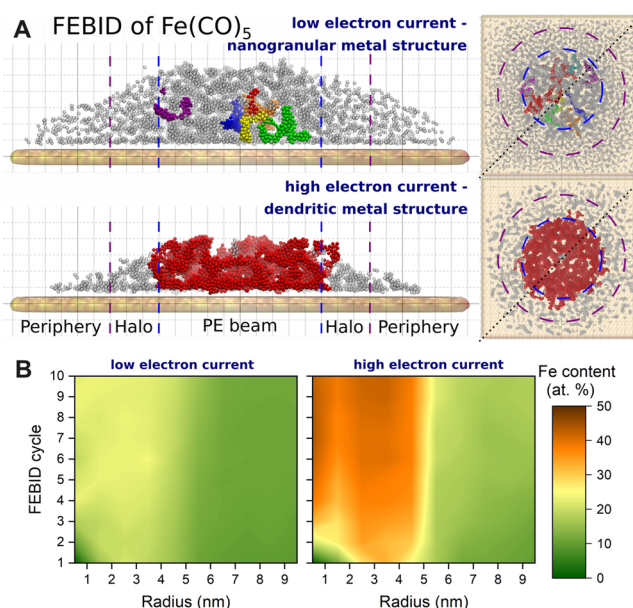 A
FEBID of Fe(CO)5
low electron current -
nanogranular metal structure
high electron current -
dendritic metal structure
Periphery Halo PE beam Halo Periphery
B
low electron current
high electron current
Fe content
(at. %)
FEBID cycle
10
9
8
7
6
5
4
3
2
1
1 2 3 4 5 6 7 8 9
Radius (nm)
1 2 3 4 5 6 7 8 9
Radius (nm)
50
40
30
20
10
0